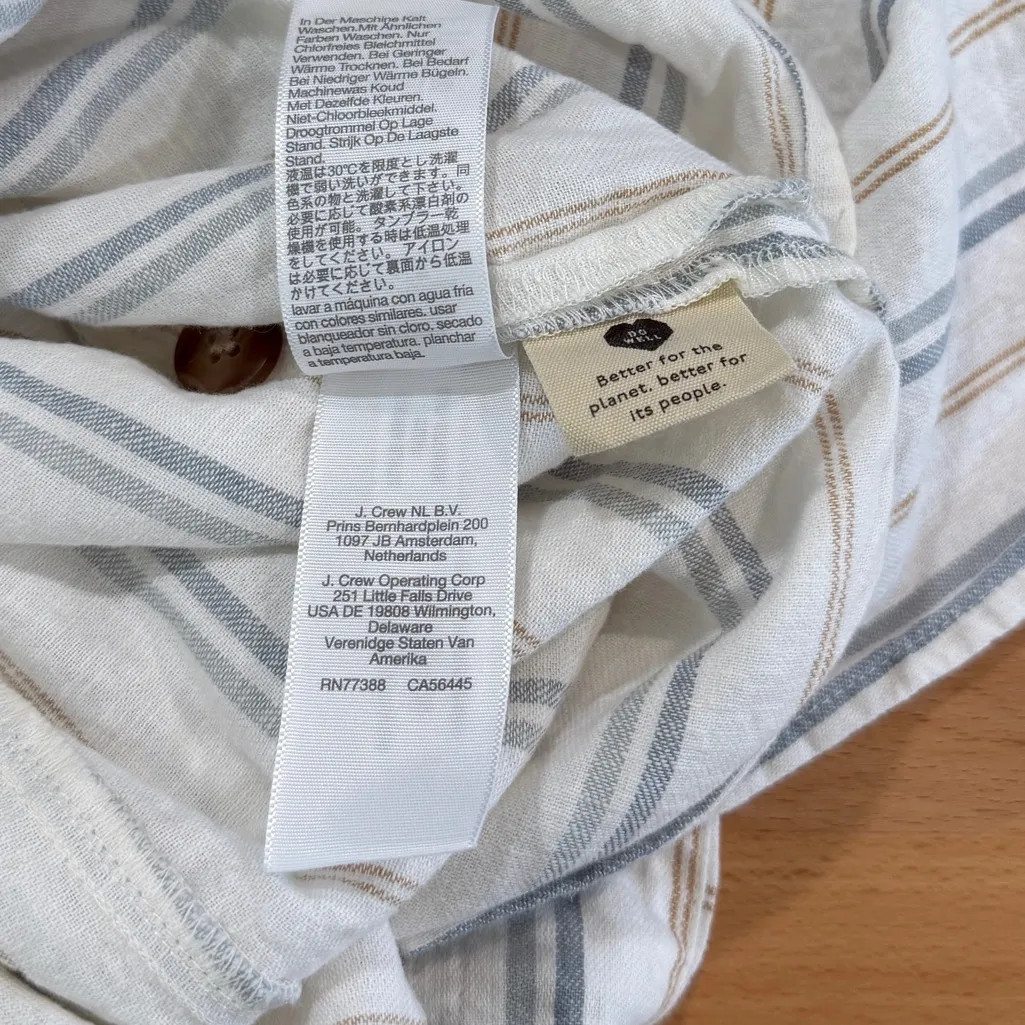 In Der Maschine Kalt
Waschen.Mit Ähnlichen
Farben Waschen. Nur
Chlorfreies Bleichmittel
Verwenden. Bei Geringer
Wärme Trocknen. Bei Bedarf
Bei Niedriger Wärme Bügeln.
Machinewas Koud
Met Dezelfde Kleuren.
Niet-Chloorbleekmiddel.
Droogtrommel Op Lage
Stand. Strijk Op De Laagste
Stand.
液温は30℃を限度とし洗濯
機で弱い洗いができます。同
色系の物と洗濯して下さい。
必要に応じて酸素系漂白剤の
使用が可能。タンブラー乾
燥機を使用する時は低温処理
をしてください。アイロン
は必要に応じて裏面から低温
かけてください。
lavar a máquina con agua fría
con colores similares. usar
blanqueador sin cloro. secado
a baja temperatura. planchar
a temperatura baja.
DO
WELL
Better for the
planet. better for
its people.
J. Crew NL B.V.
Prins Bernhardplein 200
1097 JB Amsterdam,
Netherlands
J. Crew Operating Corp
251 Little Falls Drive
USA DE 19808 Wilmington,
Delaware
Verenidge Staten Van
Amerika
RN77388 CA56445